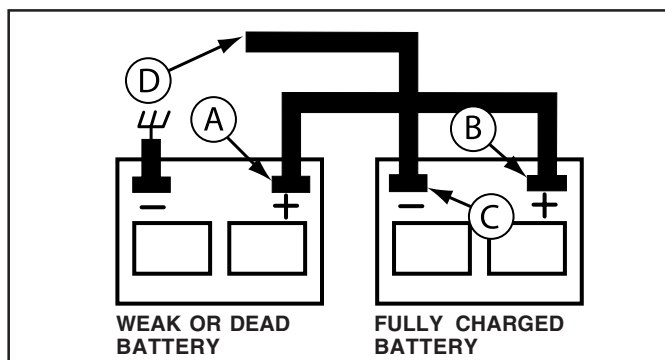 D
A
B
C
− + − +
WEAK OR DEAD
BATTERY
FULLY CHARGED
BATTERY